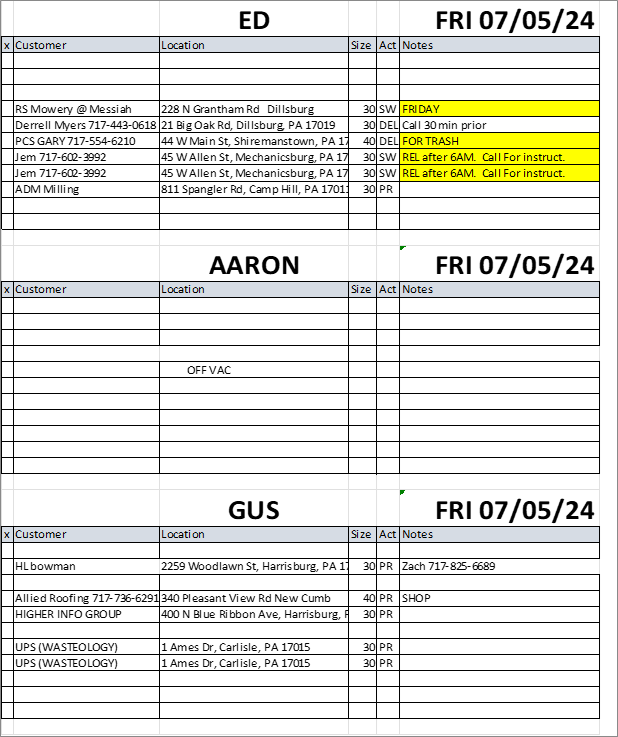 ED FRI 07/05/24
x Customer Location Size Act Notes
RS Mowery @ Messiah 228 N Grantham Rd Dillsburg 30 SW FRIDAY
Derrell Myers 717-443-0618 21 Big Oak Rd, Dillsburg, PA 17019 30 DEL Call 30 min prior
PCS GARY 717-554-6210 44 W Main St, Shiremanstown, PA 17 40 DEL FOR TRASH
Jem 717-602-3992 45 W Allen St, Mechanicsburg, PA 17 30 SW REL after 6AM. Call For instruct.
Jem 717-602-3992 45 W Allen St, Mechanicsburg, PA 17 30 SW REL after 6AM. Call For instruct.
ADM Milling 811 Spangler Rd, Camp Hill, PA 17011 30 PR
AARON FRI 07/05/24
x Customer Location Size Act Notes
OFF VAC
GUS FRI 07/05/24
x Customer Location Size Act Notes
HL bowman 2259 Woodlawn St, Harrisburg, PA 17 30 PR Zach 717-825-6689
Allied Roofing 717-736-6291 340 Pleasant View Rd New Cumb 40 PR SHOP
HIGHER INFO GROUP 400 N Blue Ribbon Ave, Harrisburg, P 30 PR
UPS (WASTEOLOGY) 1 Ames Dr, Carlisle, PA 17015 30 PR
UPS (WASTEOLOGY) 1 Ames Dr, Carlisle, PA 17015 30 PR